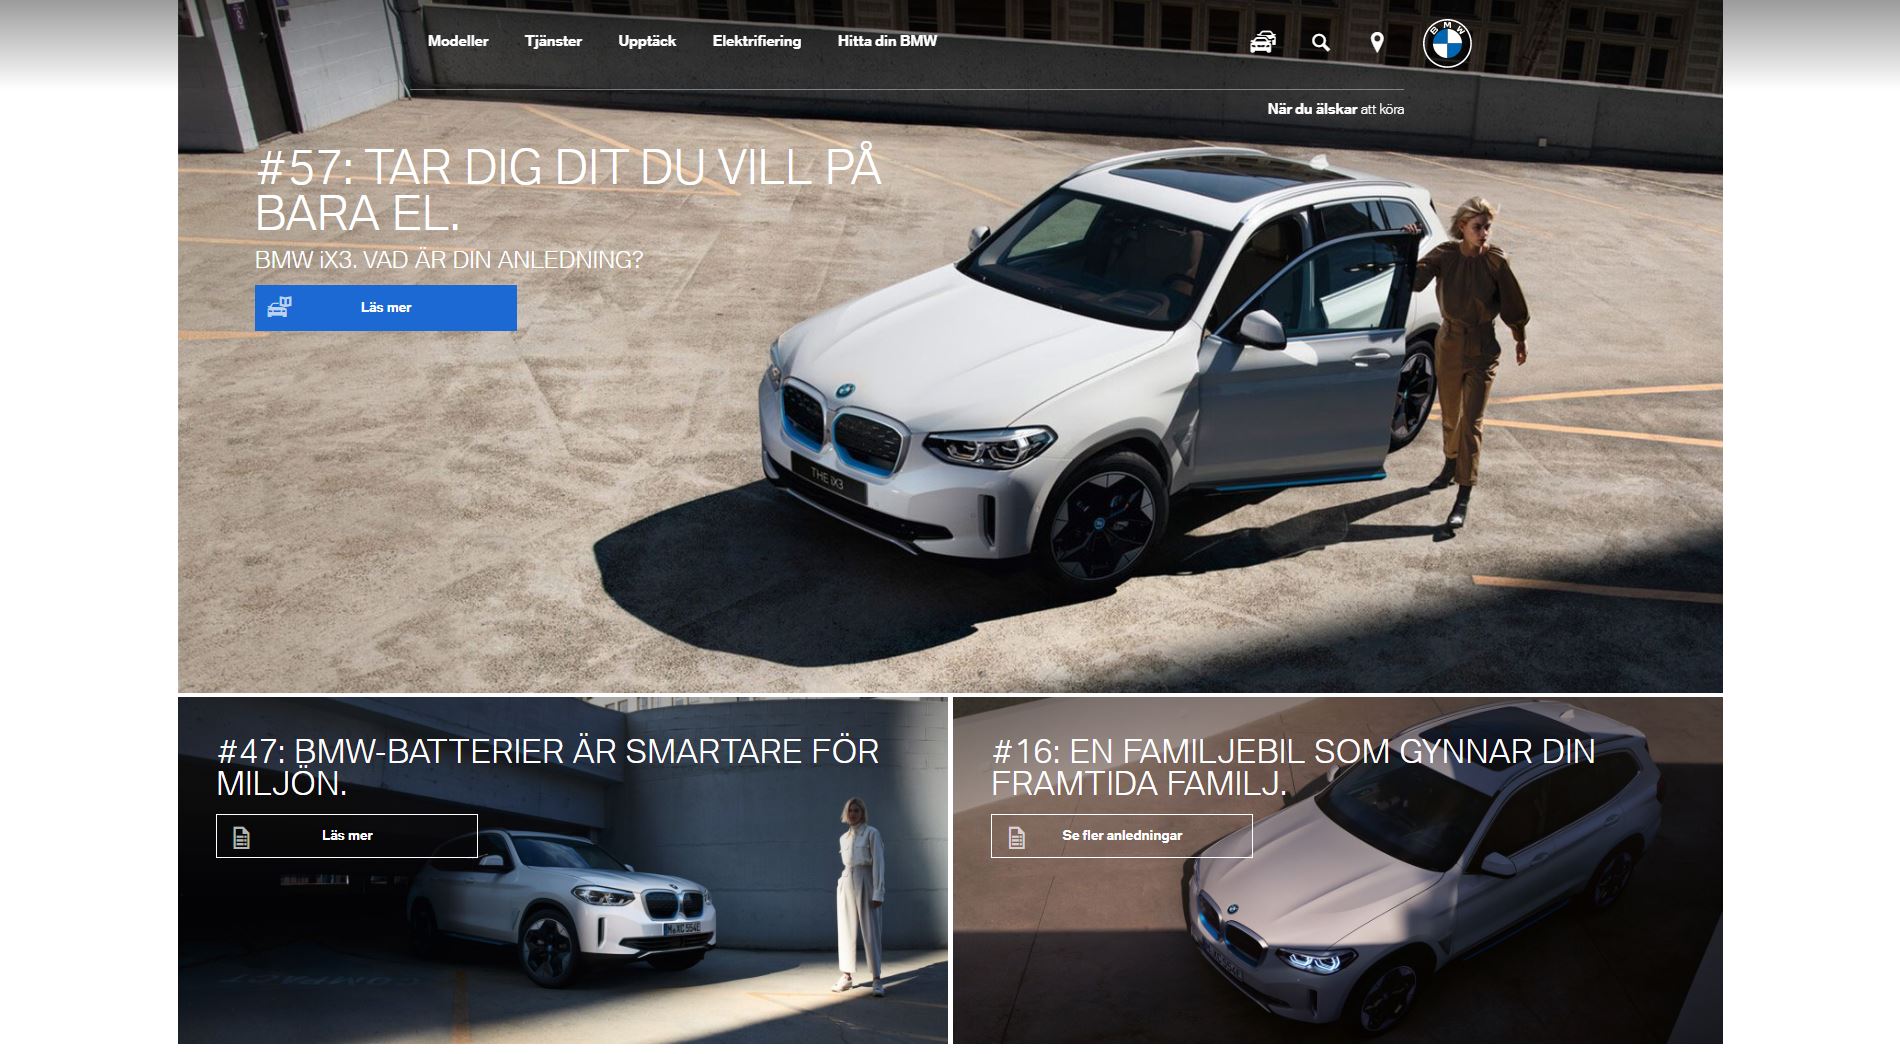 Modeller Tjänster Upptäck Elektrifiering Hitta din BMW
BMW
När du älskar att köra
#57: TAR DIG DIT DU VILL PÅ
BARA EL.
BMW iX3. VAD ÄR DIN ANLEDNING?
Läs mer
THE iX3
#47: BMW-BATTERIER ÄR SMARTARE FÖR
MILJÖN.
Läs mer
COMPACT
#16: EN FAMILJEBIL SOM GYNNAR DIN
FRAMTIDA FAMILJ.
Se fler anledningar